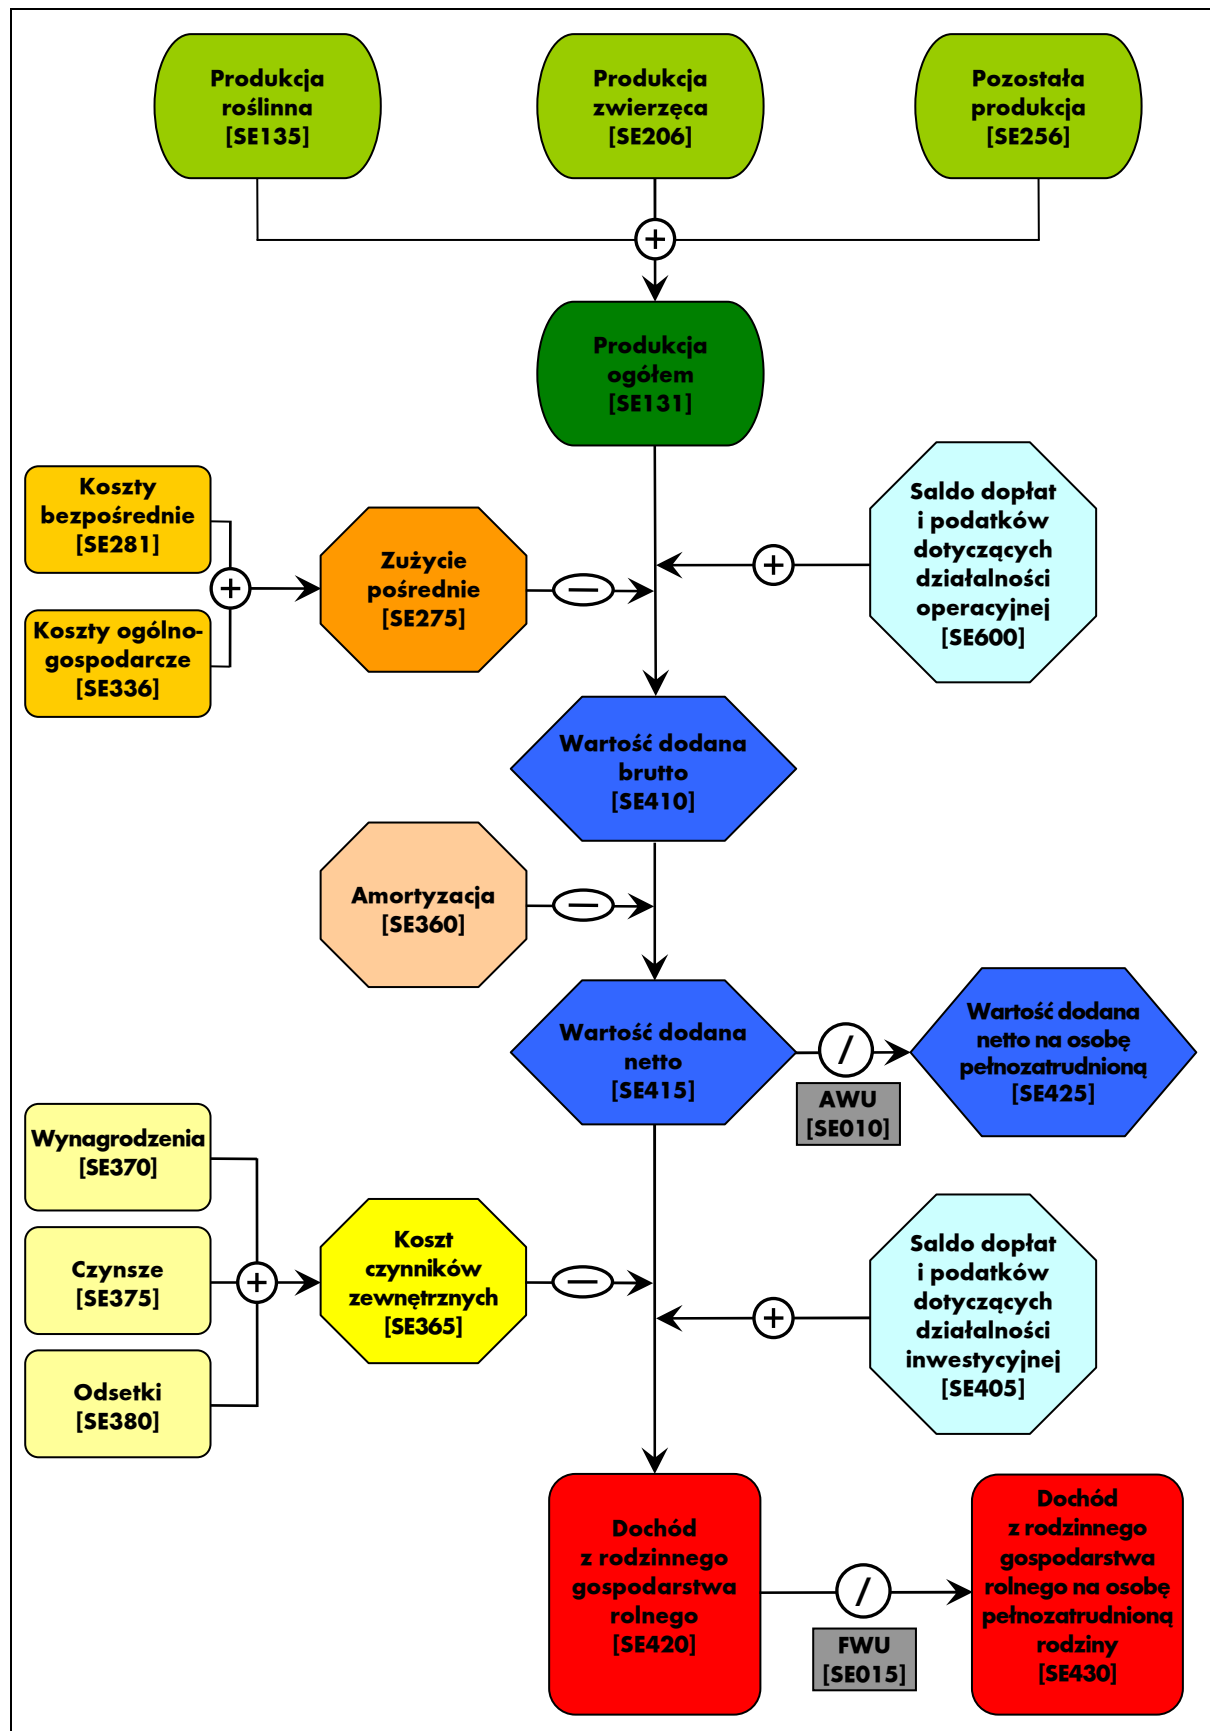 Produkcja
roślinna
[SE135]
Produkcja
zwierzęca
[SE206]
Pozostała
produkcja
[SE256]
+
Produkcja
ogółem
[SE131]
Koszty
bezpośrednie
[SE281]
Koszty ogólno-
gospodarcze
[SE336]
+
Zużycie
pośrednie
[SE275]
—
+
Saldo dopłat
i podatków
dotyczących
działalności
operacyjnej
[SE600]
Wartość dodana
brutto
[SE410]
Amortyzacja
[SE360]
—
Wartość dodana
netto
[SE415]
/
AWU
[SE010]
Wartość dodana
netto na osobę
pełnozatrudnioną
[SE425]
Wynagrodzenia
[SE370]
Czynsze
[SE375]
Odsetki
[SE380]
+
Koszt
czynników
zewnętrznych
[SE365]
—
+
Saldo dopłat
i podatków
dotyczących
działalności
inwestycyjnej
[SE405]
Dochód
z rodzinnego
gospodarstwa
rolnego
[SE420]
/
FWU
[SE015]
Dochód
z rodzinnego
gospodarstwa
rolnego na osobę
pełnozatrudnioną
rodziny
[SE430]